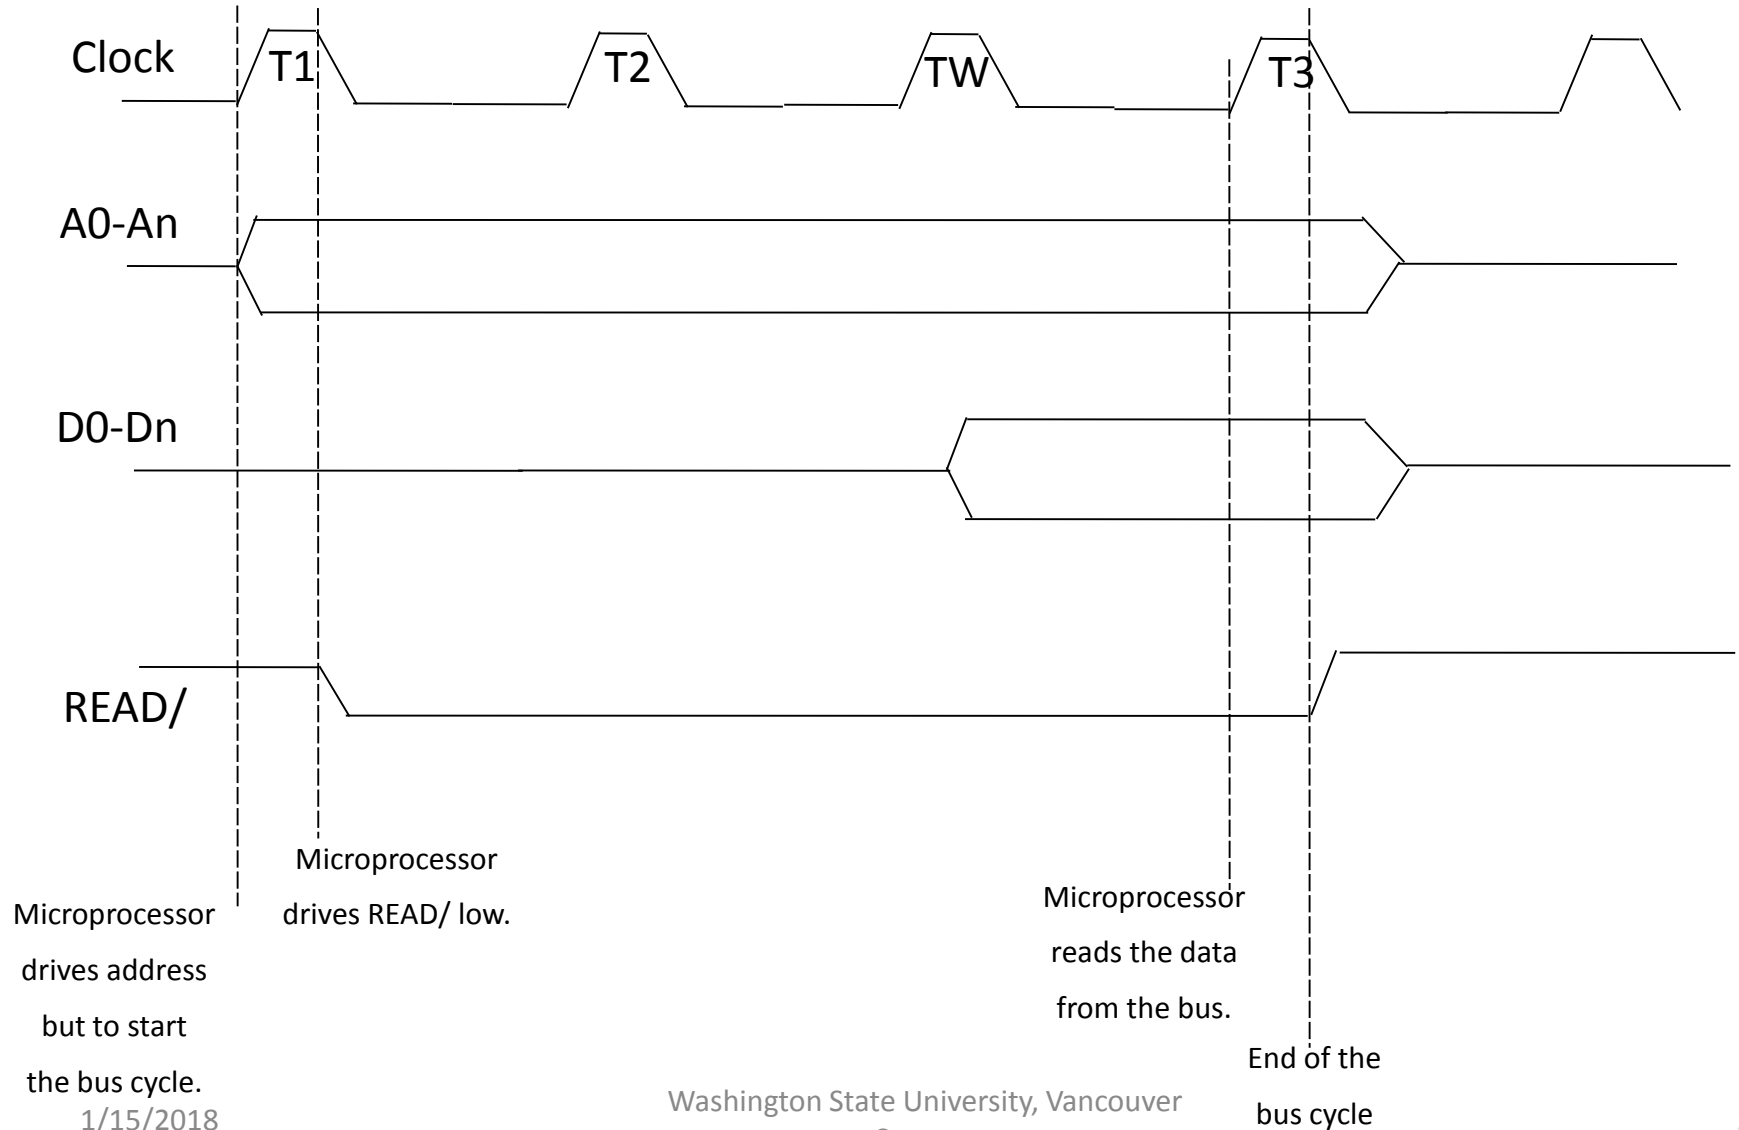 Clock
T1
T2
TW
T3
A0-An
D0-Dn
READ/
Microprocessor
drives address
but to start
the bus cycle.
Microprocessor
drives READ/ low.
Microprocessor
reads the data
from the bus.
End of the
bus cycle
1/15/2018
Washington State University, Vancouver